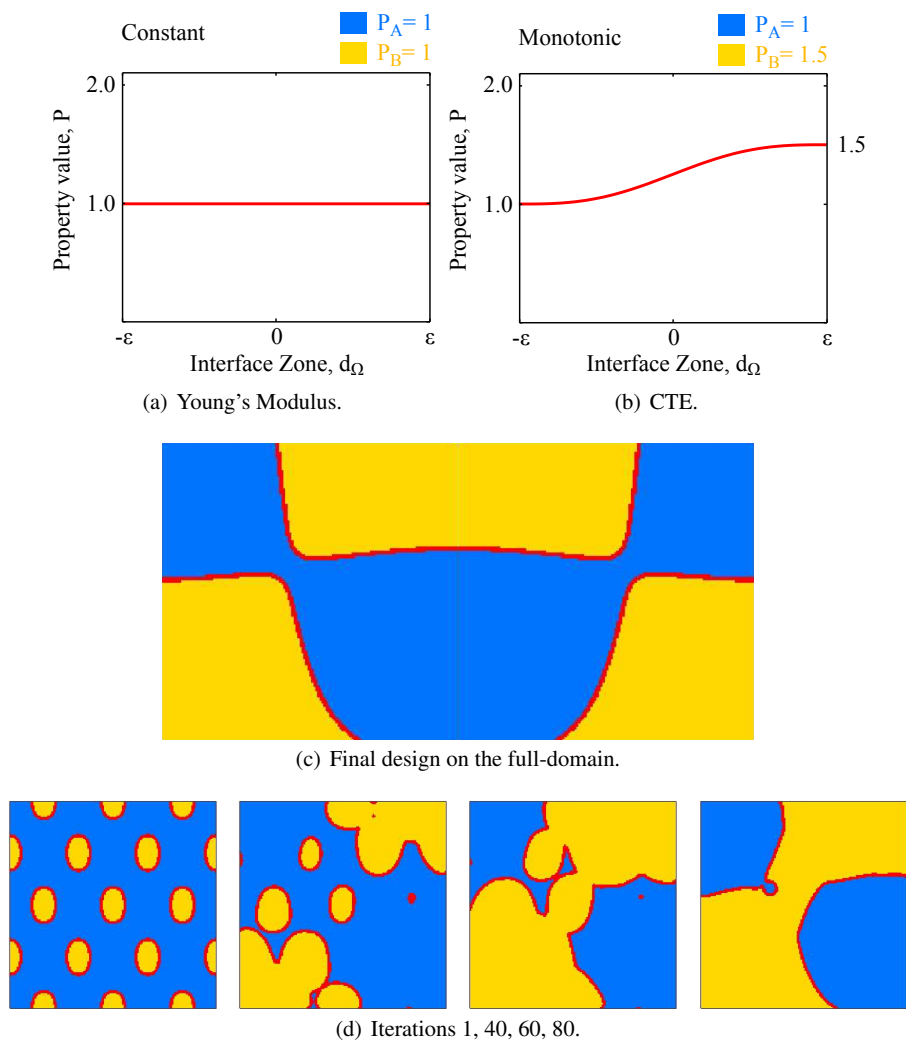 Constant
P_A= 1
P_B= 1
2.0
1.0
Property value, P
-ε 0 ε
Interface Zone, d_Ω
(a) Young's Modulus.
Monotonic
P_A= 1
P_B= 1.5
2.0
1.0
1.5
Property value, P
-ε 0 ε
Interface Zone, d_Ω
(b) CTE.
(c) Final design on the full-domain.
(d) Iterations 1, 40, 60, 80.